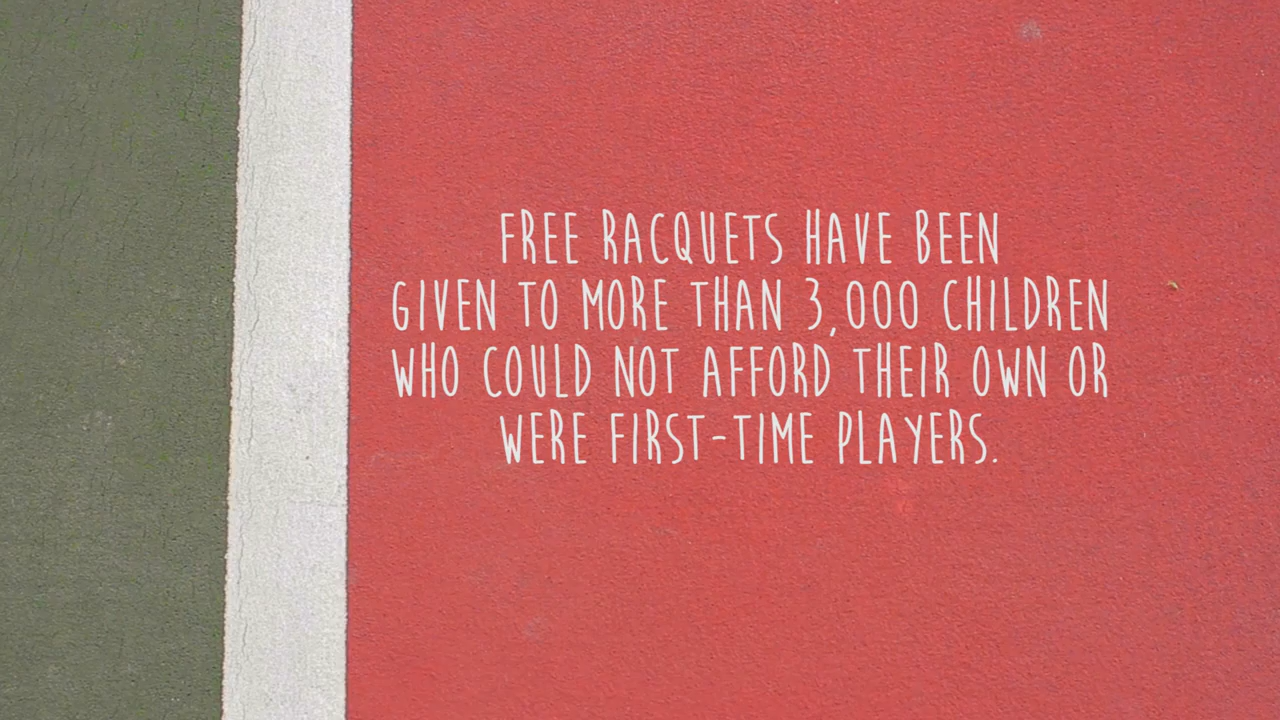 FREE RACQUETS HAVE BEEN
GIVEN TO MORE THAN 3,000 CHILDREN
WHO COULD NOT AFFORD THEIR OWN OR
WERE FIRST-TIME PLAYERS.